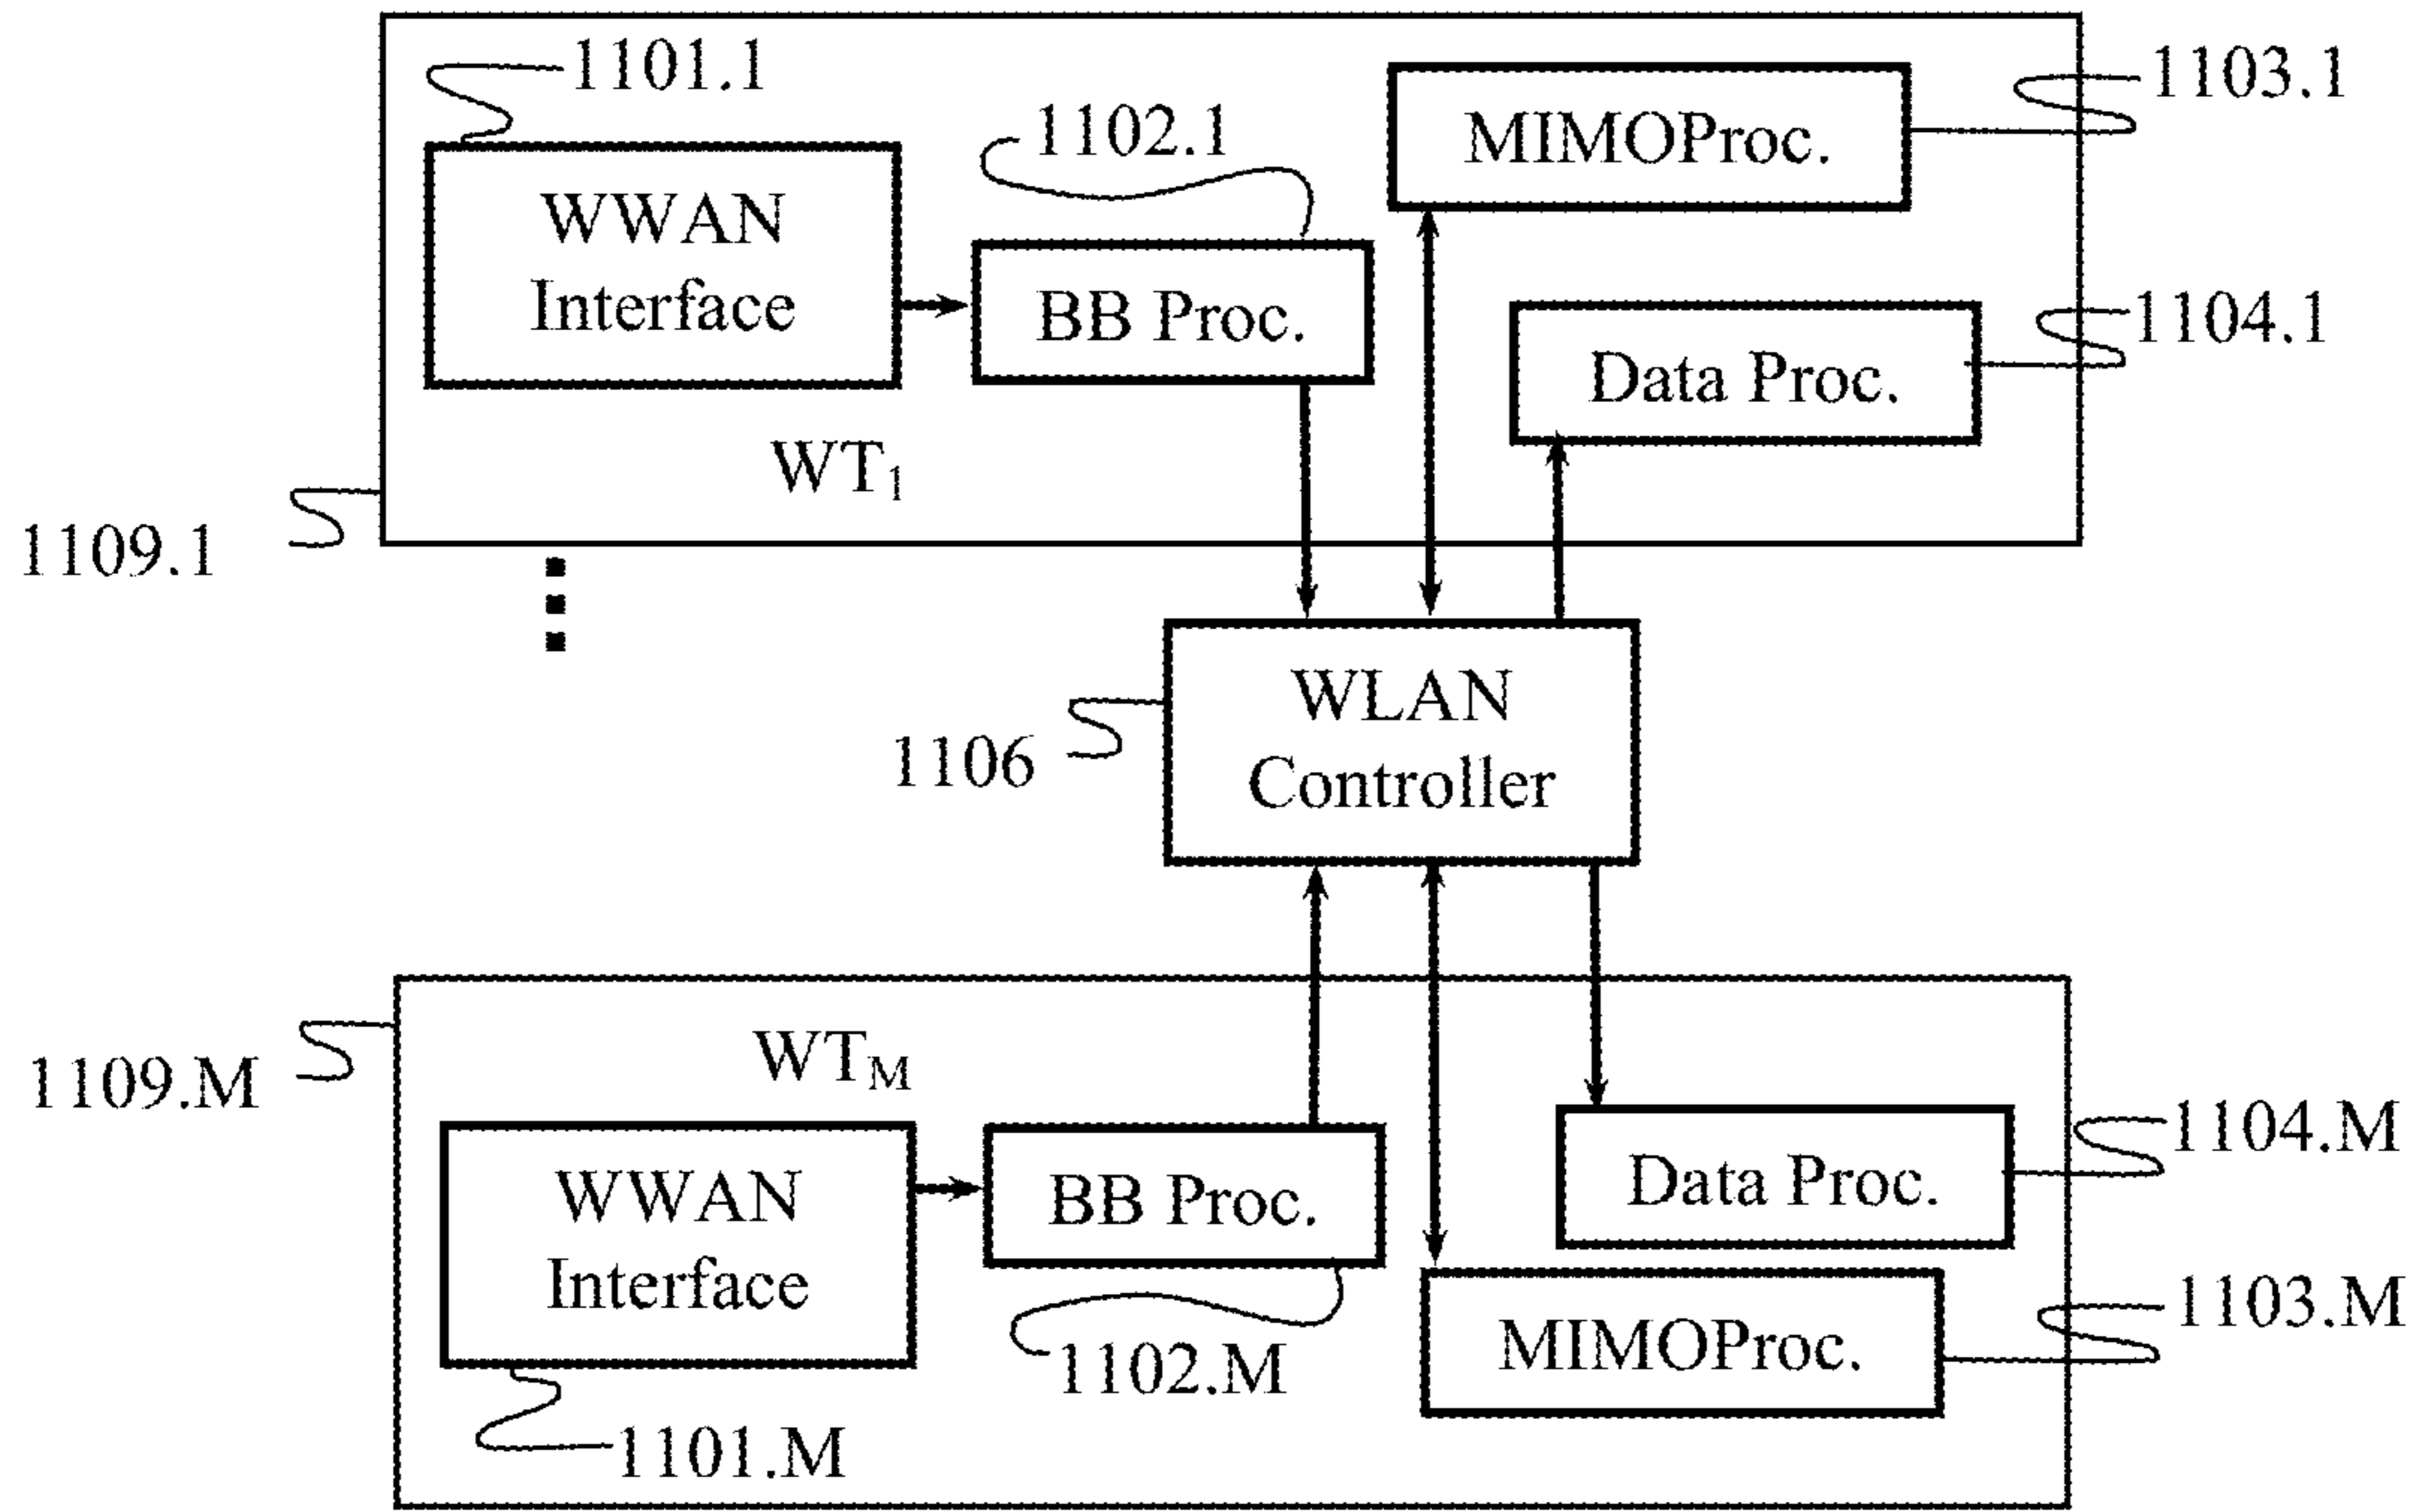 1101.1
1103.1
1102.1
MIMOProc.
WWAN
Interface
BB Proc.
1104.1
Data Proc.
WT1
1109.1
WLAN
Controller
1106
1109.M
WTM
1104.M
Data Proc.
WWAN
Interface
BB Proc.
1103.M
MIMOProc.
1102.M
1101.M